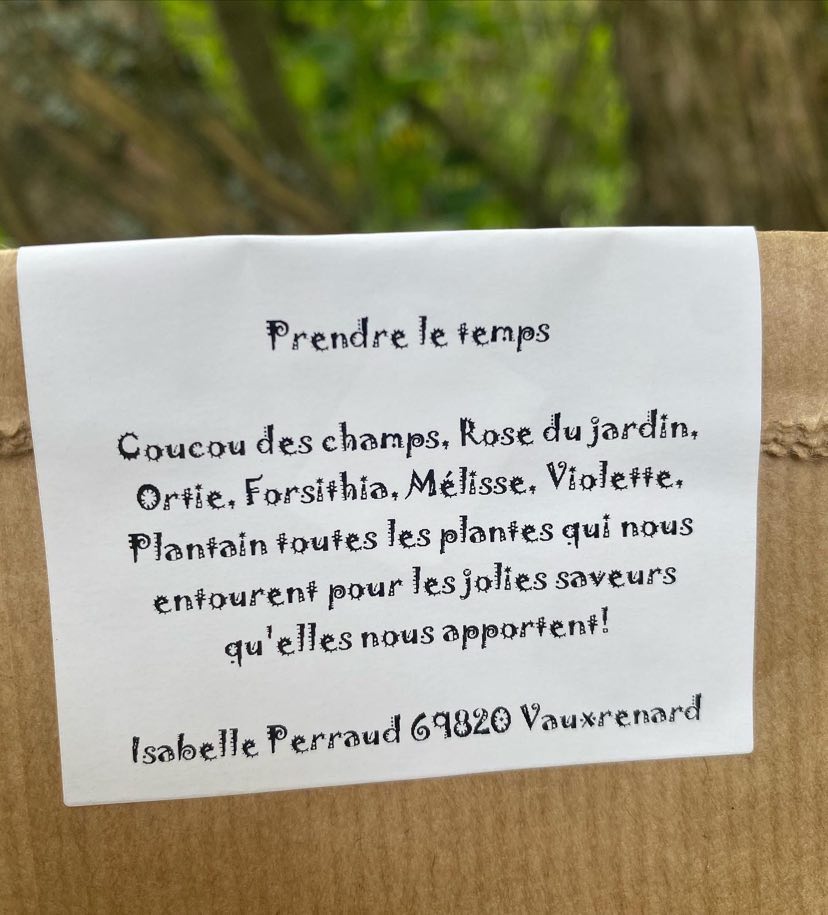 Prendre le temps
Coucou des champs, Rose du jardin,
Ortie, Forsithia, Mélisse, Violette,
Plantain toutes les plantes qui nous
entourent pour les jolies saveurs
qu'elles nous apportent!
Isabelle Perraud 69820 Vauxrenard